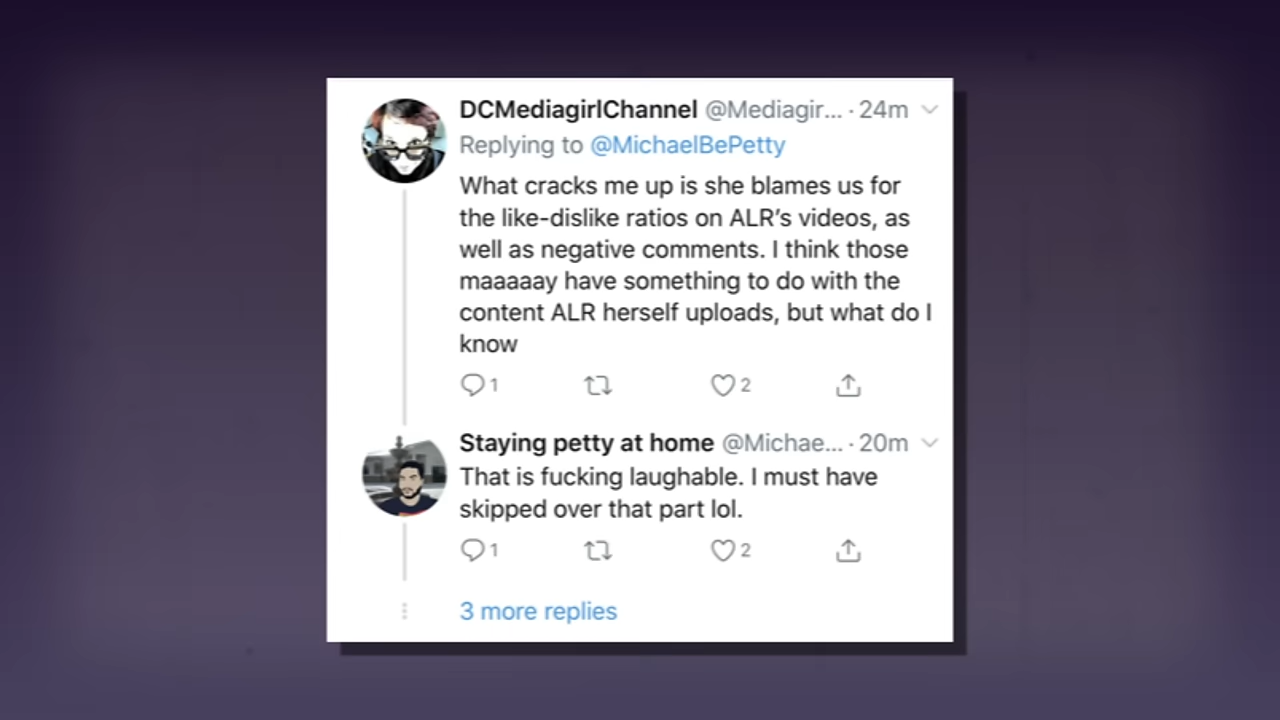 DCMediagirlChannel @Mediagir... · 24m
Replying to @MichaelBePetty
What cracks me up is she blames us for
the like-dislike ratios on ALR’s videos, as
well as negative comments. I think those
maaaaay have something to do with the
content ALR herself uploads, but what do I
know
1 2
Staying petty at home @Michae... · 20m
That is fucking laughable. I must have
skipped over that part lol.
1 2
3 more replies